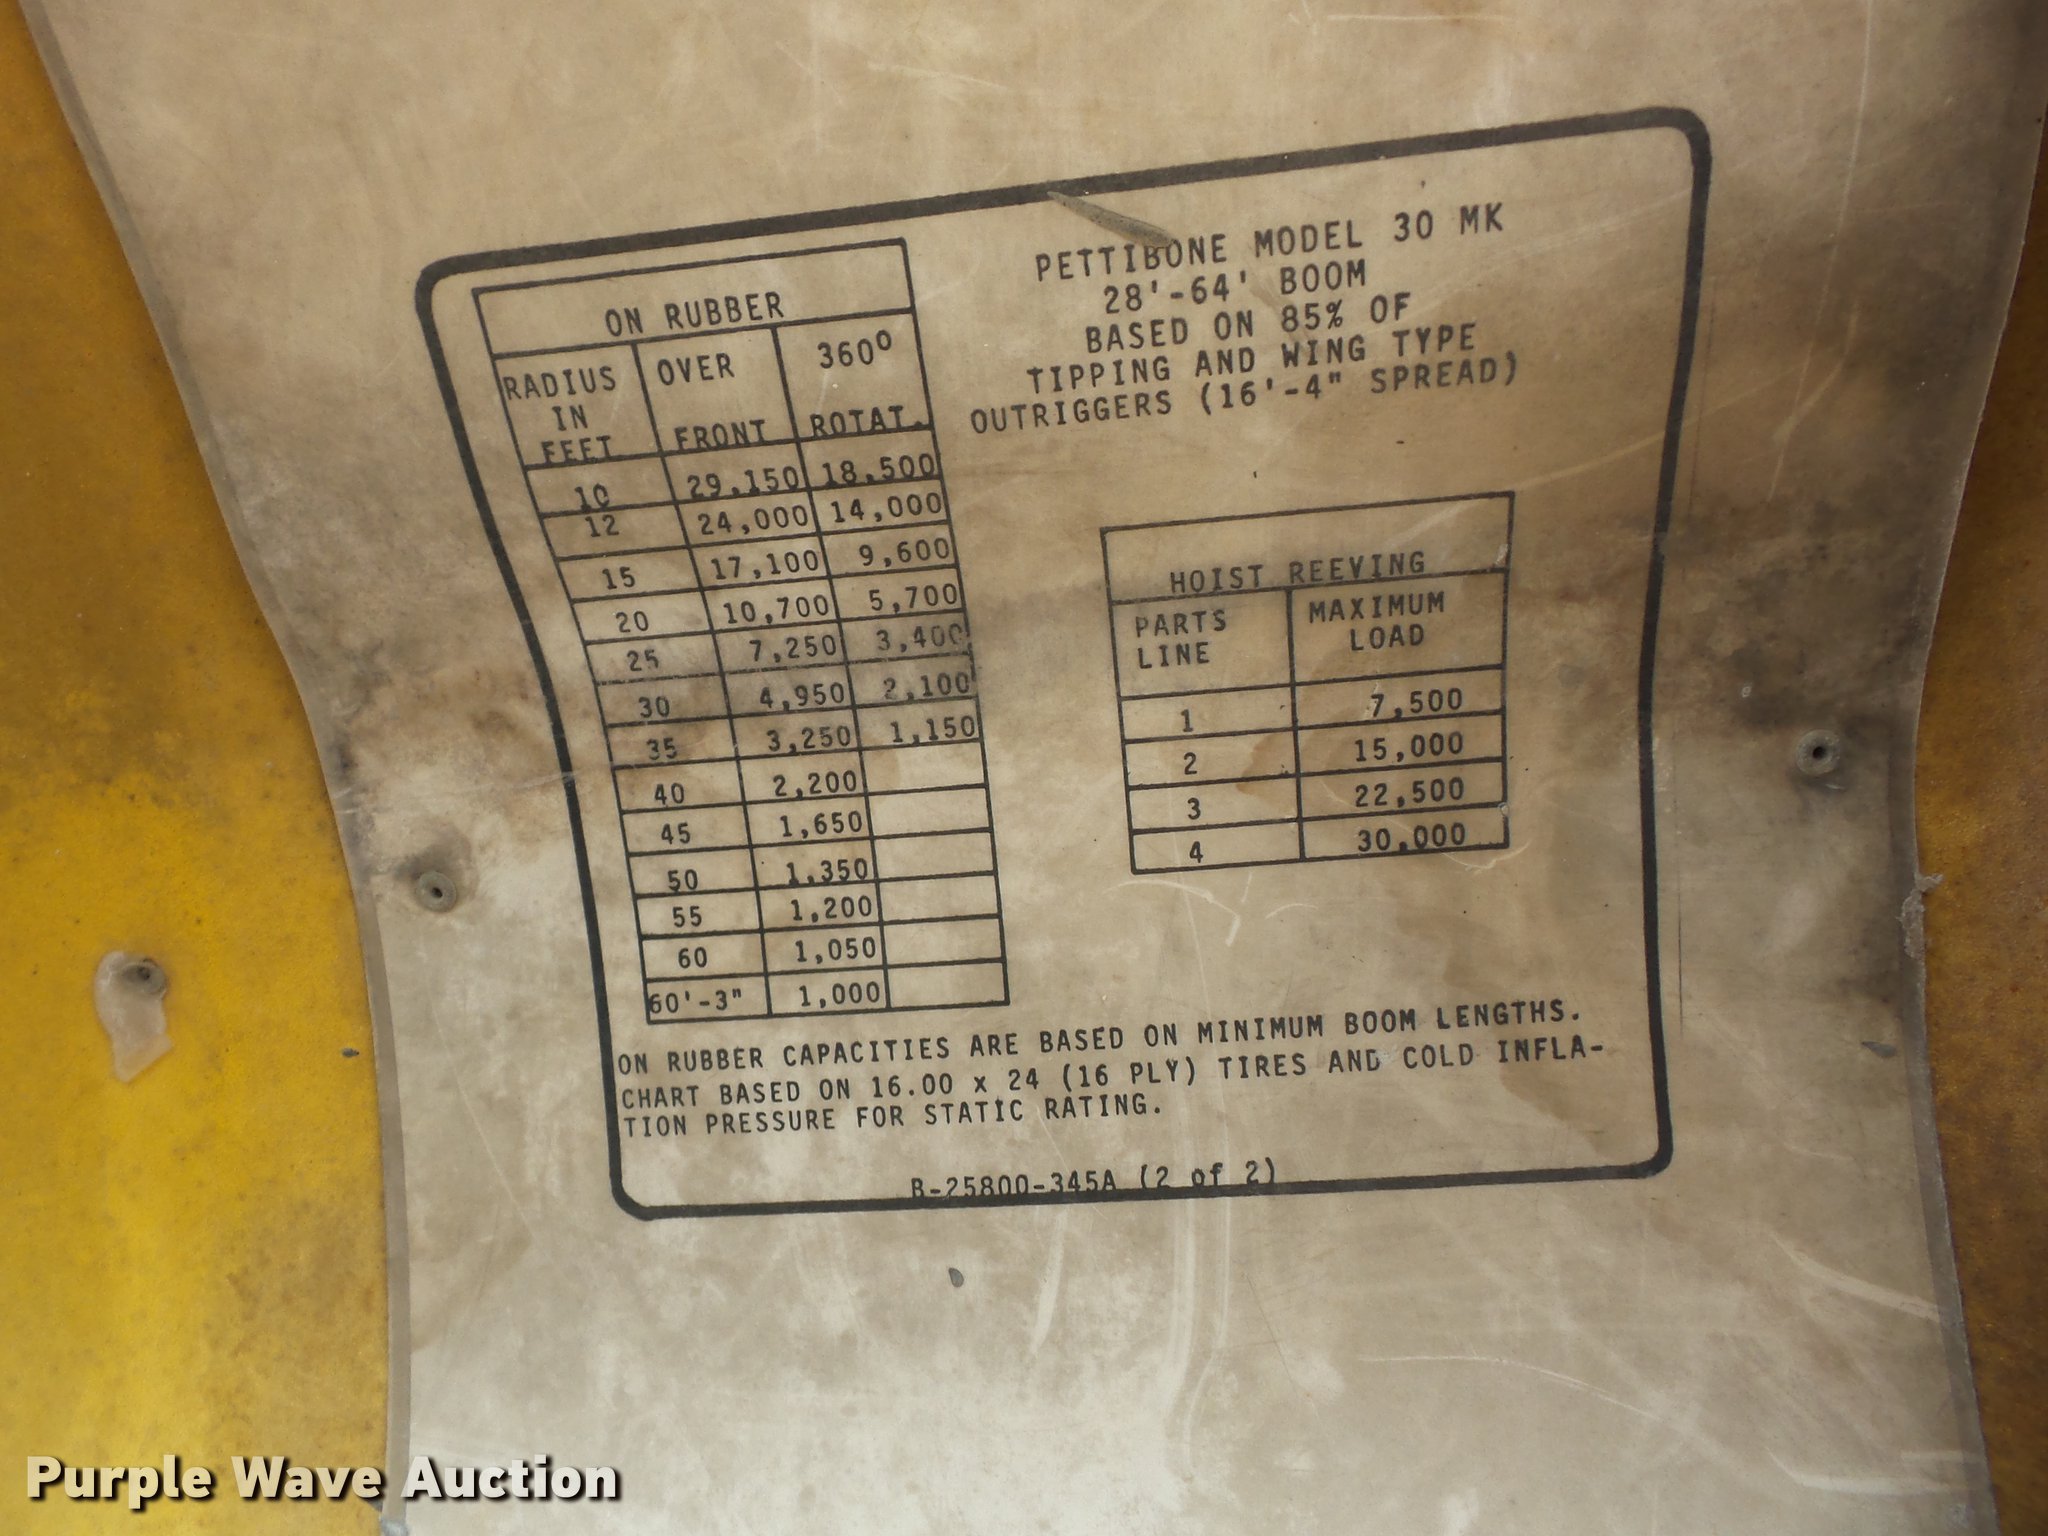 PETTIBONE MODEL 30 MK
28'-64' BOOM
BASED ON 85% OF
TIPPING AND WING TYPE
OUTRIGGERS (16'-4" SPREAD)
ON RUBBER
RADIUS IN FEET OVER FRONT 360° ROTAT.
10 29,150 18,500
12 24,000 14,000
15 17,100 9,600
20 10,700 5,700
25 7,250 3,400
30 4,950 2,100
35 3,250 1,150
40 2,200
45 1,650
50 1,350
55 1,200
60 1,050
60'-3" 1,000
HOIST REEVING
PARTS LINE MAXIMUM LOAD
1 7,500
2 15,000
3 22,500
4 30,000
ON RUBBER CAPACITIES ARE BASED ON MINIMUM BOOM LENGTHS.
CHART BASED ON 16.00 x 24 (16 PLY) TIRES AND COLD INFLA-
TION PRESSURE FOR STATIC RATING.
B-25800-345A (2 of 2)
Purple Wave Auction